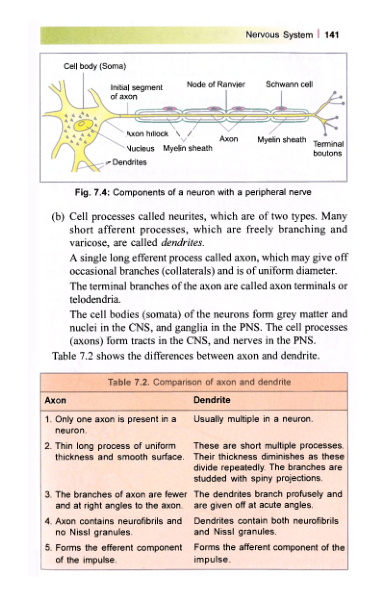 Nervous System | 141
Cell body (Soma)
Initial segment
of axon
Node of Ranvier
Schwann cell
Axon hillock
Nucleus
Myelin sheath
Axon
Myelin sheath
Terminal
boutons
Dendrites
Fig. 7.4: Components of a neuron with a peripheral nerve
(b) Cell processes called neurites, which are of two types. Many
short afferent processes, which are freely branching and
varicose, are called dendrites.
A single long efferent process called axon, which may give off
occasional branches (collaterals) and is of uniform diameter.
The terminal branches of the axon are called axon terminals or
telodendria.
The cell bodies (somata) of the neurons form grey matter and
nuclei in the CNS, and ganglia in the PNS. The cell processes
(axons) form tracts in the CNS, and nerves in the PNS.
Table 7.2 shows the differences between axon and dendrite.
Table 7.2. Comparison of axon and dendrite
Axon Dendrite
1. Only one axon is present in a Usually multiple in a neuron.
neuron.
2. Thin long process of uniform These are short multiple processes.
thickness and smooth surface. Their thickness diminishes as these
divide repeatedly. The branches are
studded with spiny projections.
3. The branches of axon are fewer The dendrites branch profusely and
and at right angles to the axon. are given off at acute angles.
4. Axon contains neurofibrils and Dendrites contain both neurofibrils
no Nissl granules. and Nissl granules.
5. Forms the efferent component Forms the afferent component of the
of the impulse. impulse.